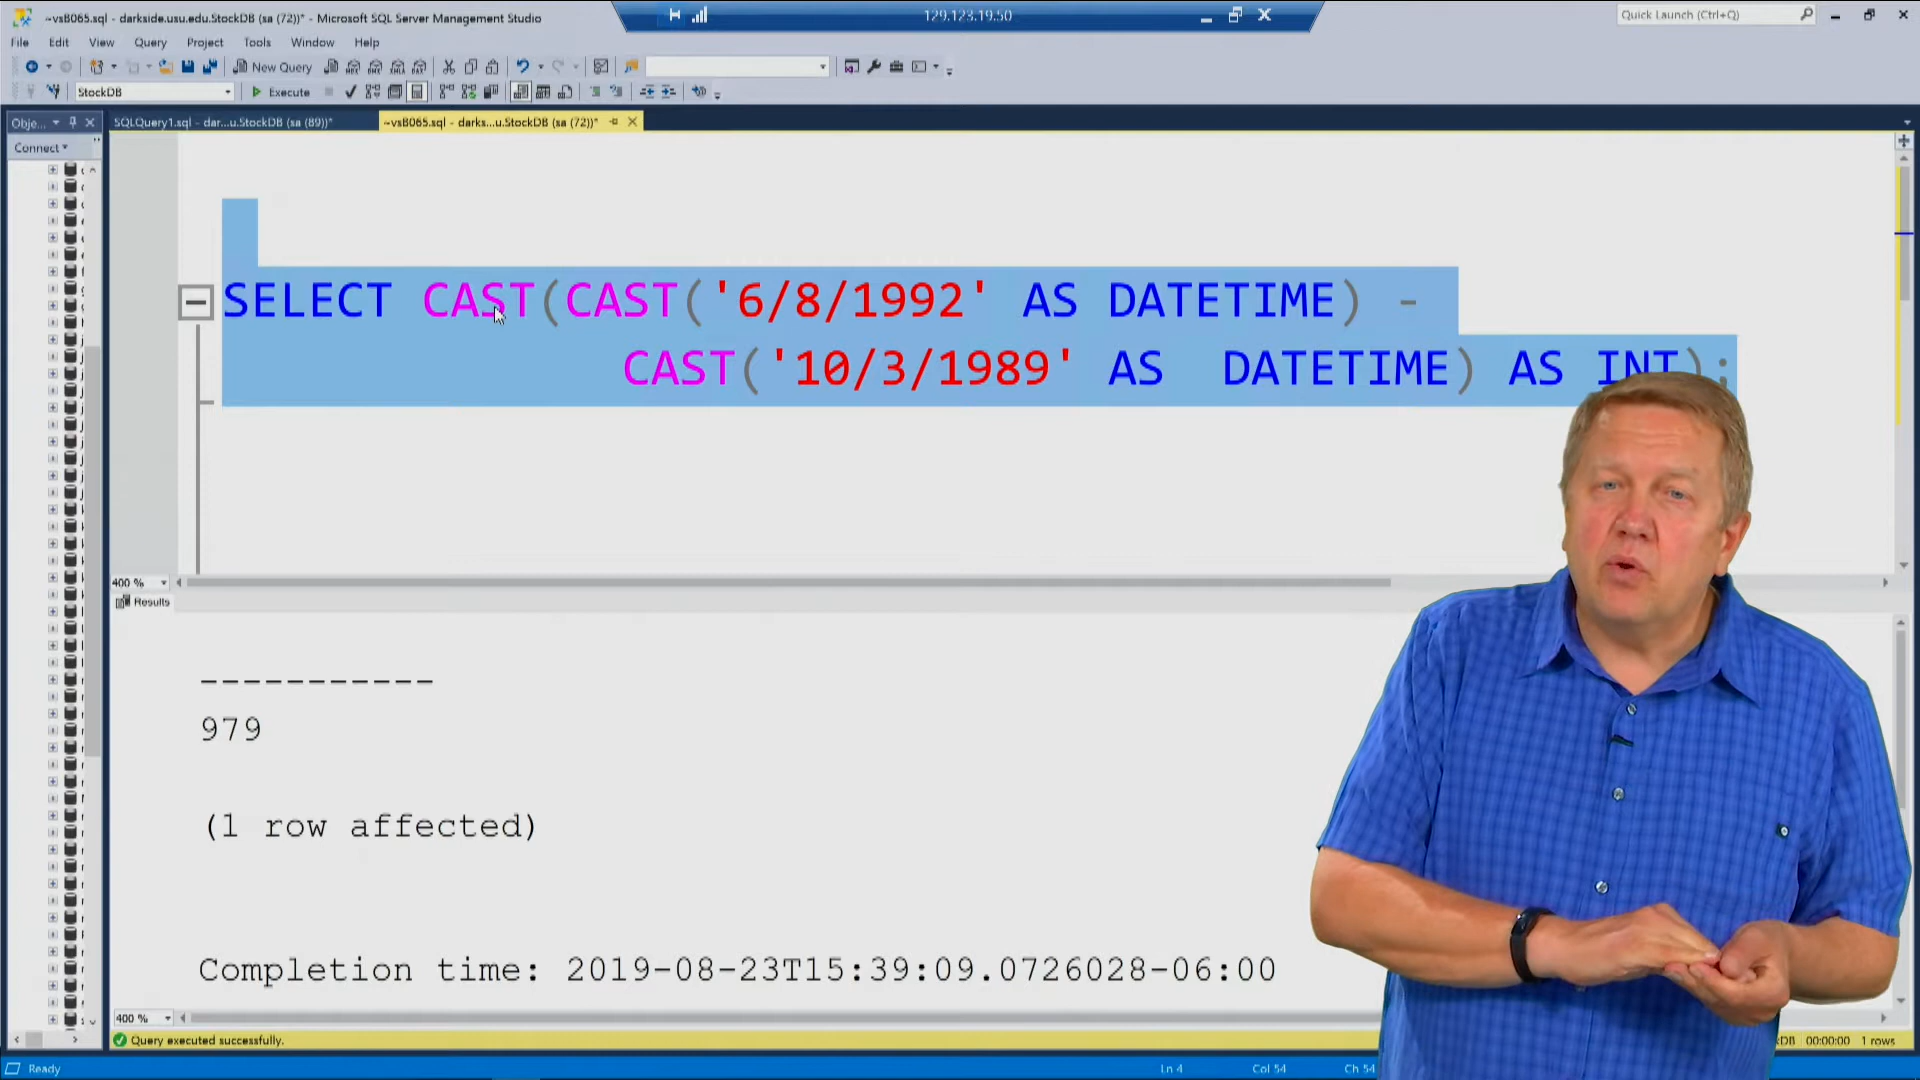 ~vsB065.sql - darkside.usu.edu.StockDB (sa (72))* - Microsoft SQL Server Management Studio
129.123.19.50
Quick Launch (Ctrl+Q)
File Edit View Query Project Tools Window Help
New Query
StockDB
Execute
Obje...
SQLQuery1.sql - dar...u.StockDB (sa (89))*
~vsB065.sql - darks...u.StockDB (sa (72))*
Connect
SELECT CAST(CAST('6/8/1992' AS DATETIME) -
CAST('10/3/1989' AS DATETIME) AS INT);
400 %
Results
-----------
979
(1 row affected)
Completion time: 2019-08-23T15:39:09.0726028-06:00
400 %
Query executed successfully.
00:00:00
1 rows
Ready
Ln 4
Col 54
Ch 54